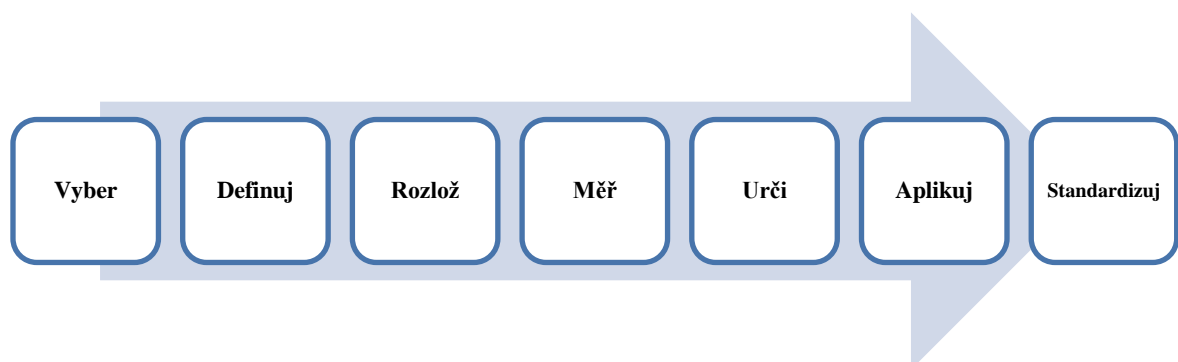 Vyber
Definuj
Rozlož
Měř
Urči
Aplikuj
Standardizuj